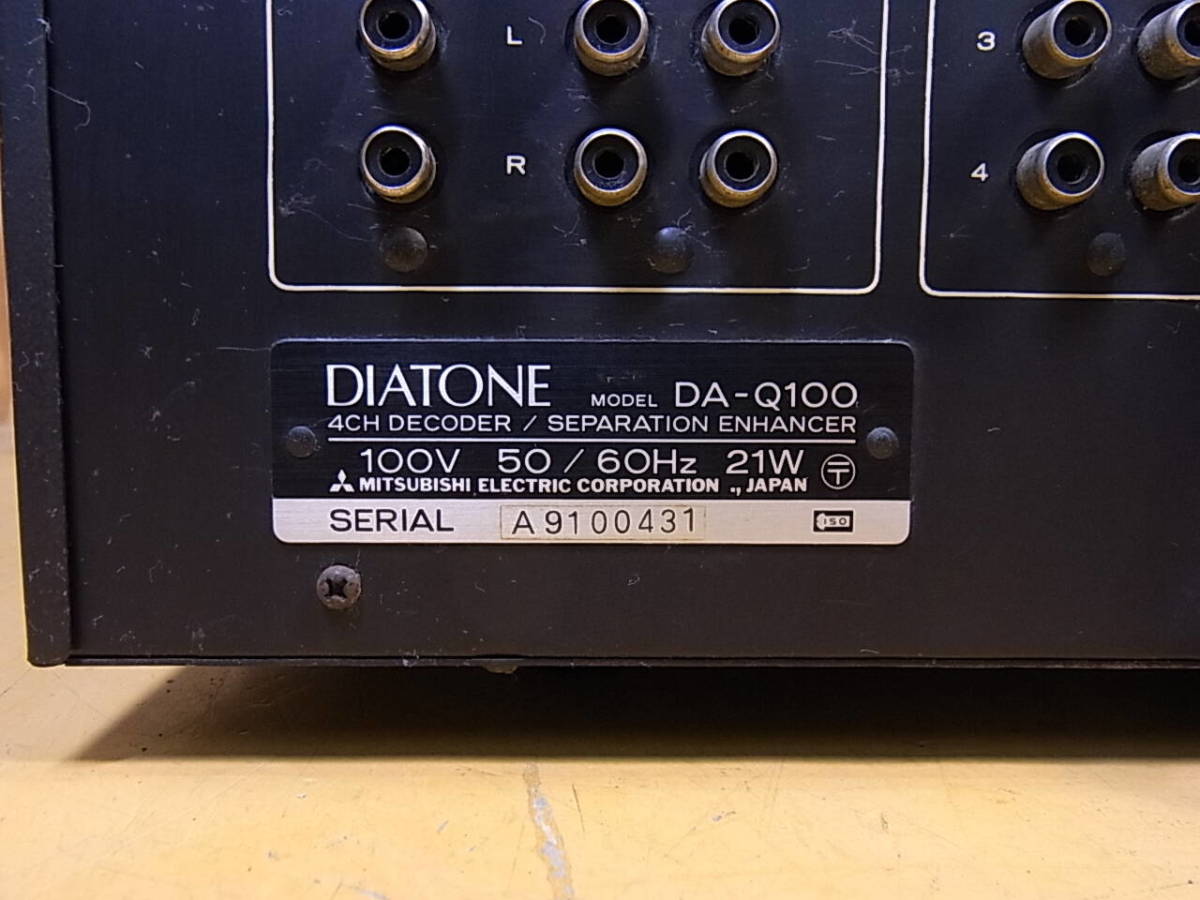 L
3
R
4
DIATONE MODEL DA-Q100
4CH DECODER / SEPARATION ENHANCER
100V 50 / 60Hz 21W 〒
MITSUBISHI ELECTRIC CORPORATION ., JAPAN
SERIAL A9100431 ISO